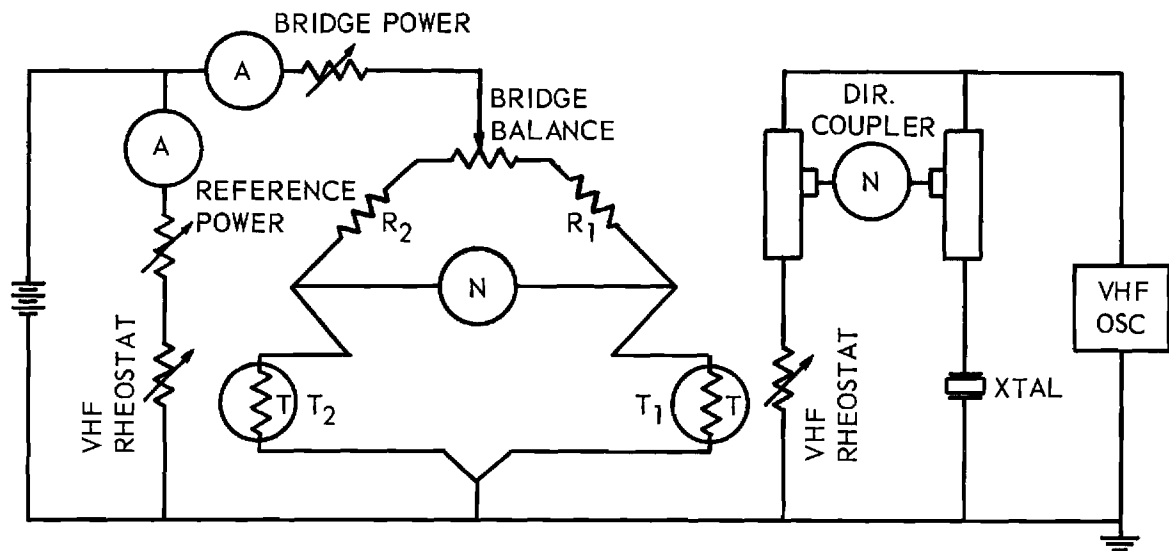 BRIDGE POWER
A
A
BRIDGE
BALANCE
REFERENCE
POWER
R2
R1
N
VHF
RHEOSTAT
T
T2
T1
T
DIR.
COUPLER
N
VHF
OSC
XTAL
VHF
RHEOSTAT